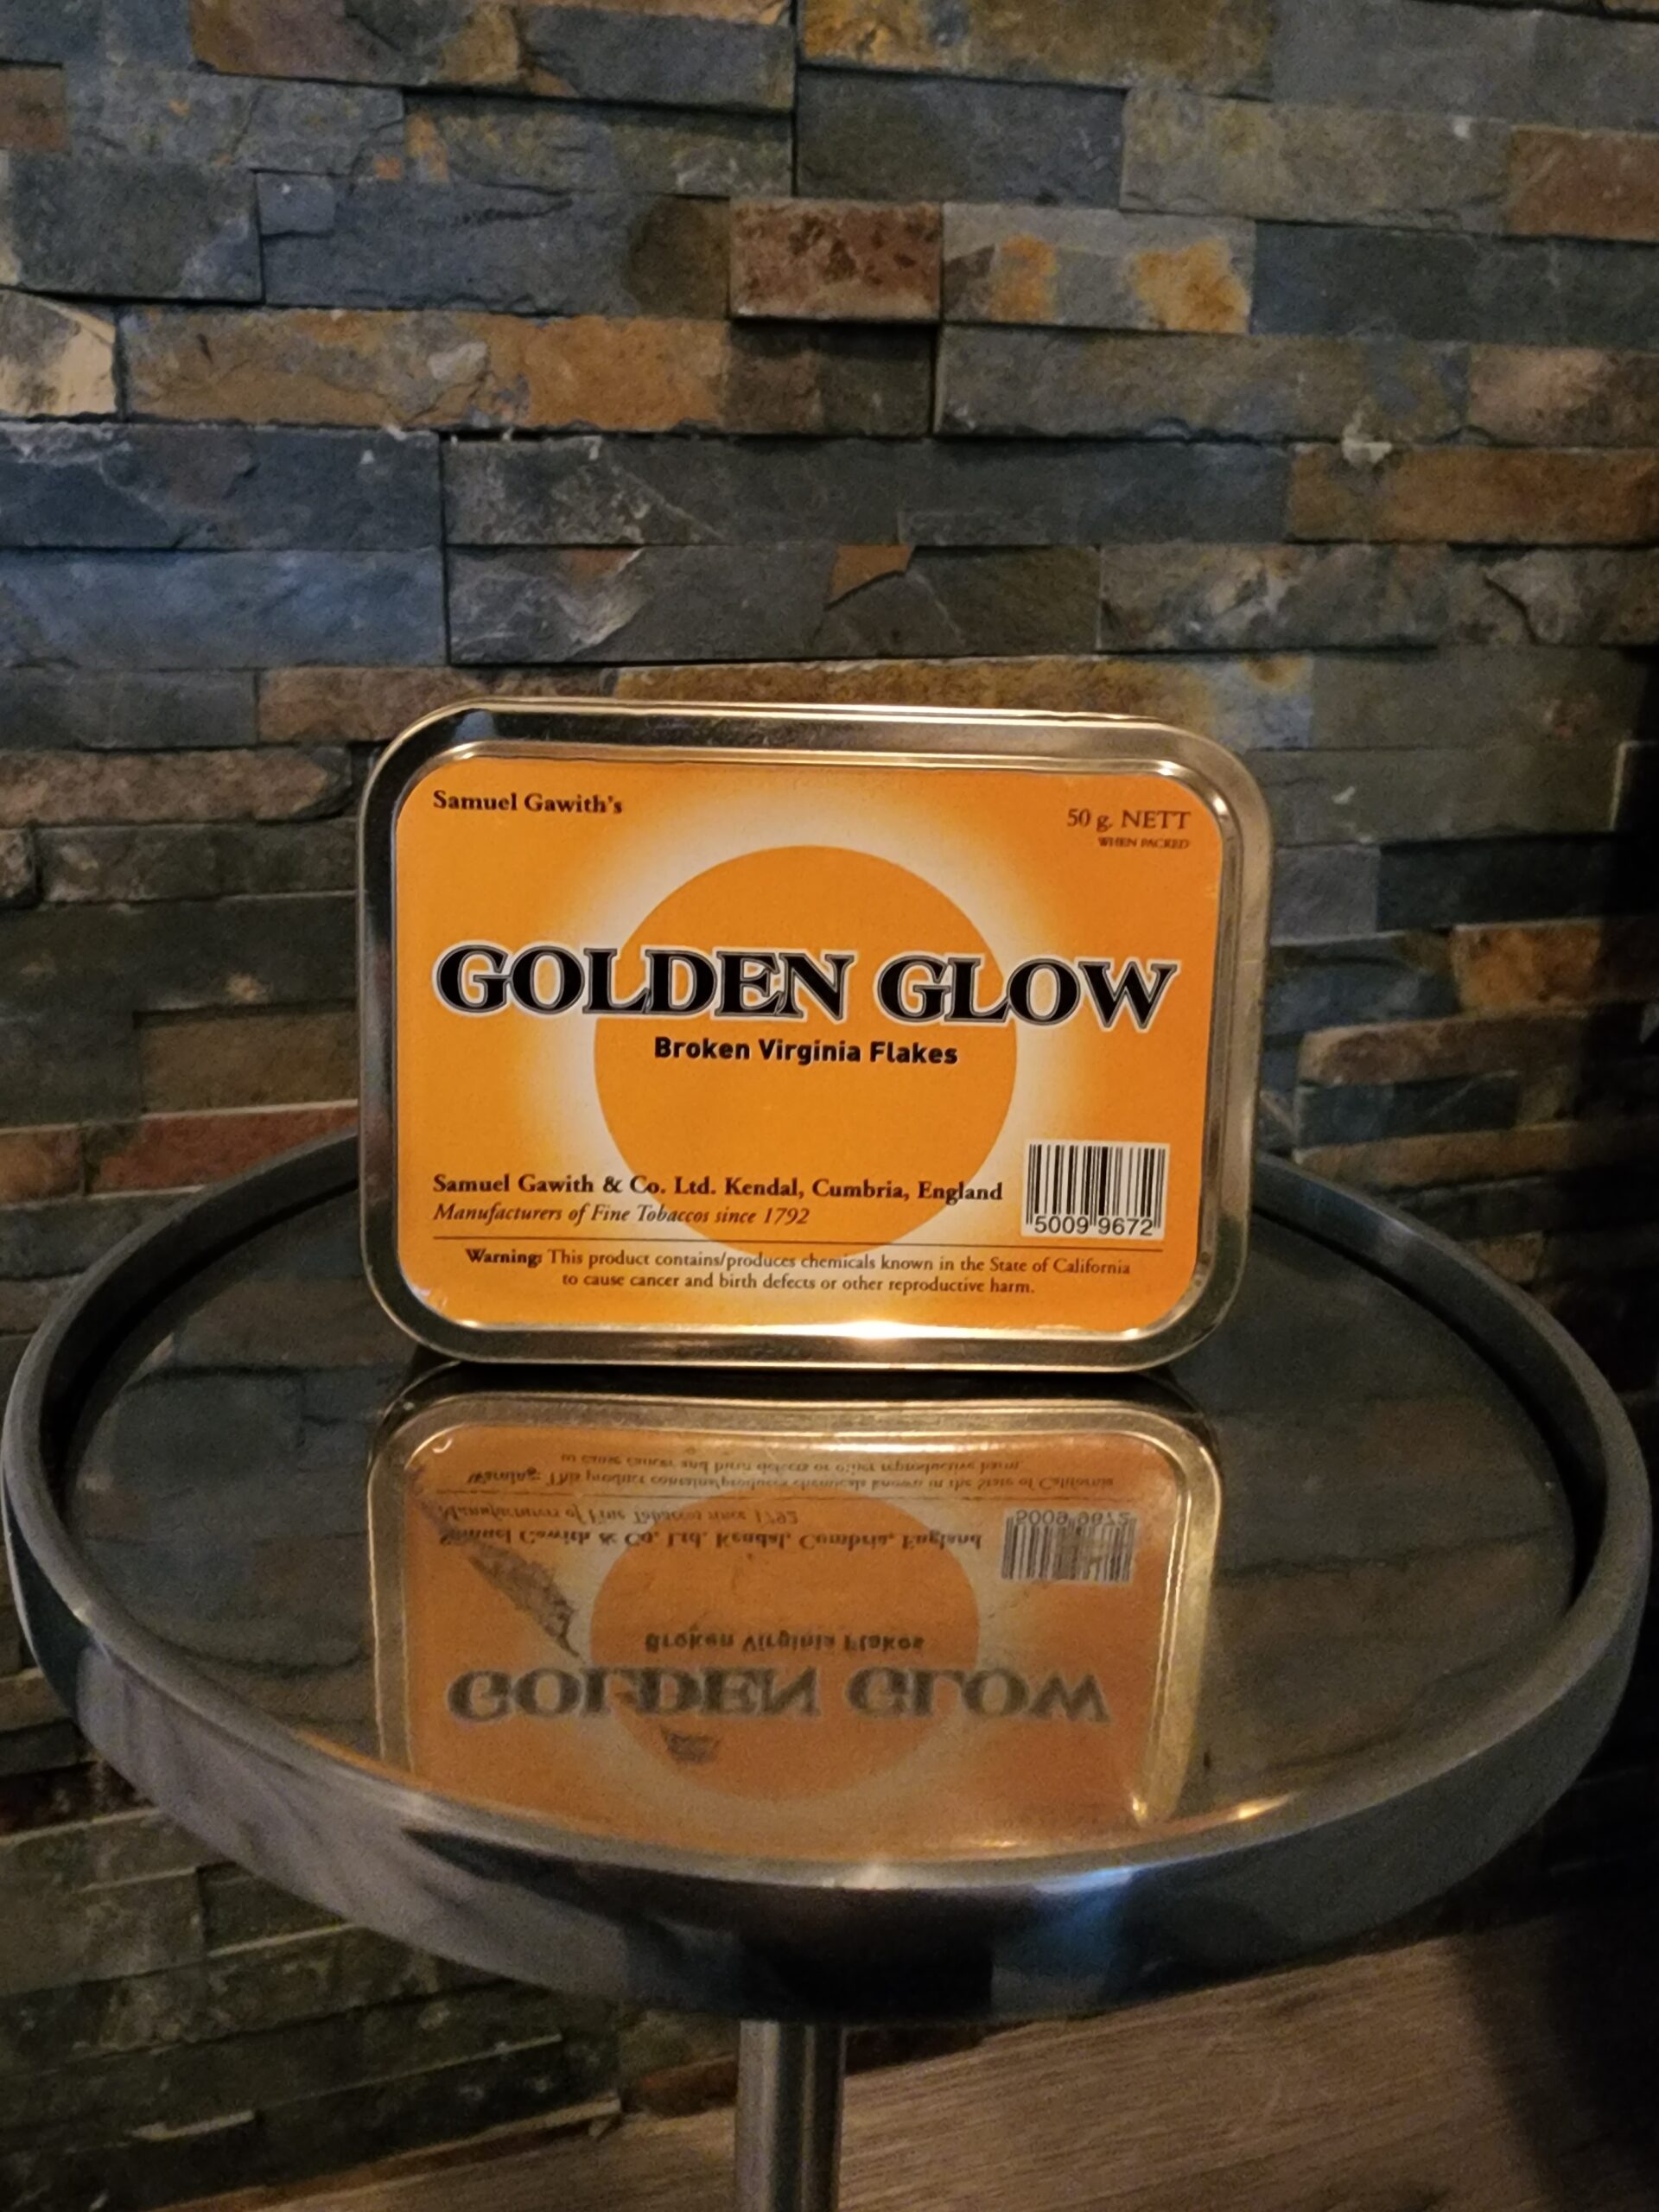 Samuel Gawith's
50 g. NETT
WHEN PACKED
GOLDEN GLOW
Broken Virginia Flakes
Samuel Gawith & Co. Ltd. Kendal, Cumbria, England
Manufacturers of Fine Tobaccos since 1792
5009 9672
Warning: This product contains/produces chemicals known in the State of California
to cause cancer and birth defects or other reproductive harm.